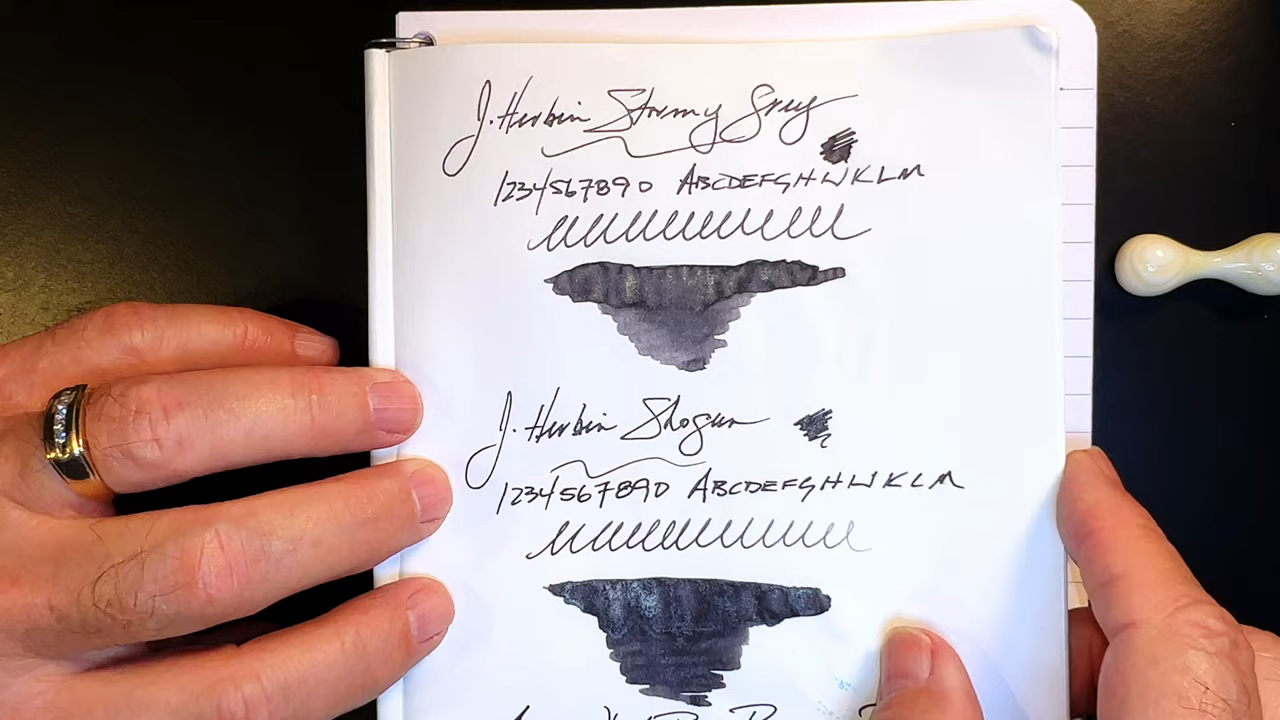 J. Herbin Stormy Grey
1234567890 ABCDEFGHIJKLM
J. Herbin Shogun
1234567890 ABCDEFGHIJKLM